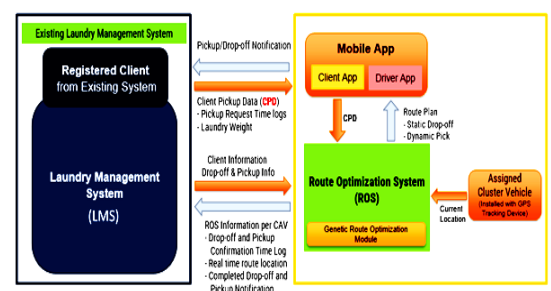 Existing Laundry Management System
Registered Client
from Existing System
Laundry Management
System
(LMS)
Pickup/Drop-off Notification
Client Pickup Data (CPD)
- Pickup Request Time logs
- Laundry Weight
Client Information
Drop-off & Pickup Info
ROS Information per CAV
- Drop-off and Pickup
Confirmation Time Log
- Real time route location
- Completed Drop-off and
Pickup Notification
Mobile App
Client App
Driver App
CPD
Route Plan
- Static Drop-off
- Dynamic Pick
Route Optimization System
(ROS)
Genetic Route Optimization
Module
Current
Location
Assigned
Cluster Vehicle
(Installed with GPS
Tracking Device)